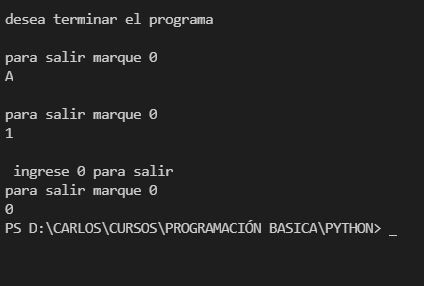 desea terminar el programa
para salir marque 0
A
para salir marque 0
1
ingrese 0 para salir
para salir marque 0
0
PS D:\CARLOS\CURSOS\PROGRAMACIÓN BASICA\PYTHON> _